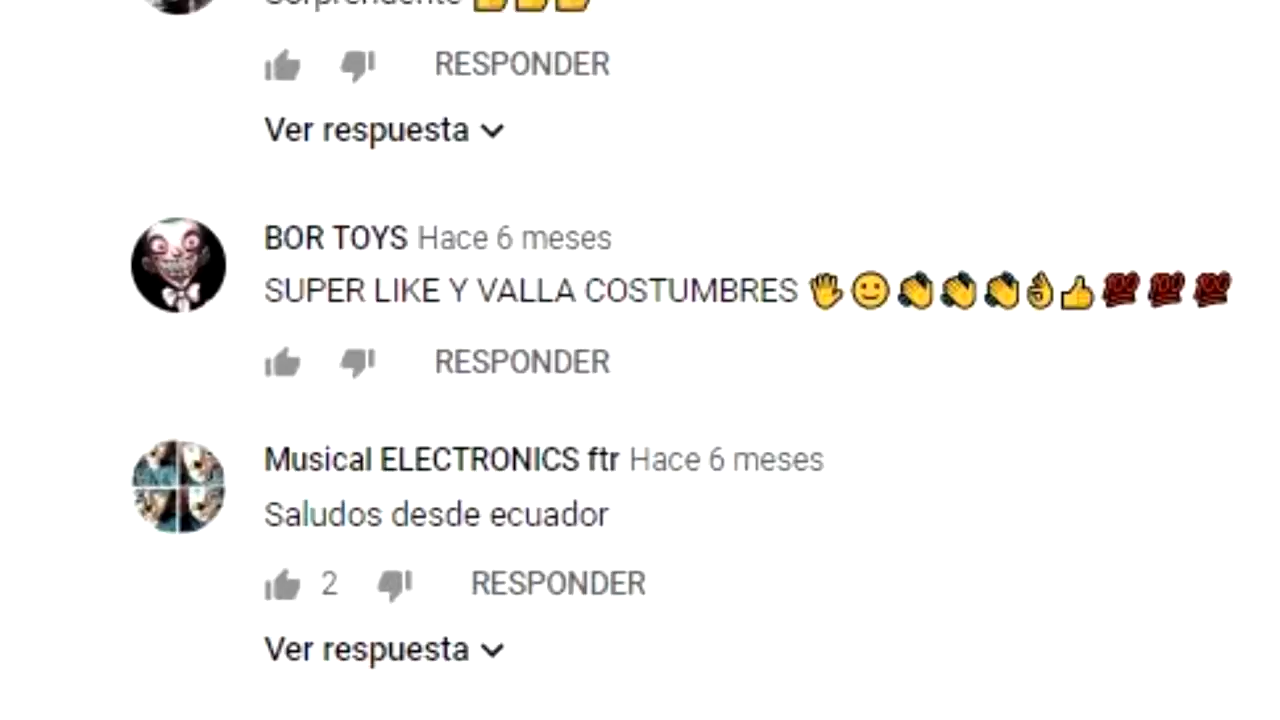 Sorprendente 👍👍👍
RESPONDER
Ver respuesta
BOR TOYS Hace 6 meses
SUPER LIKE Y VALLA COSTUMBRES 👋🙂👏👏👏👌👍💯💯💯
RESPONDER
Musical ELECTRONICS ftr Hace 6 meses
Saludos desde ecuador
2 RESPONDER
Ver respuesta